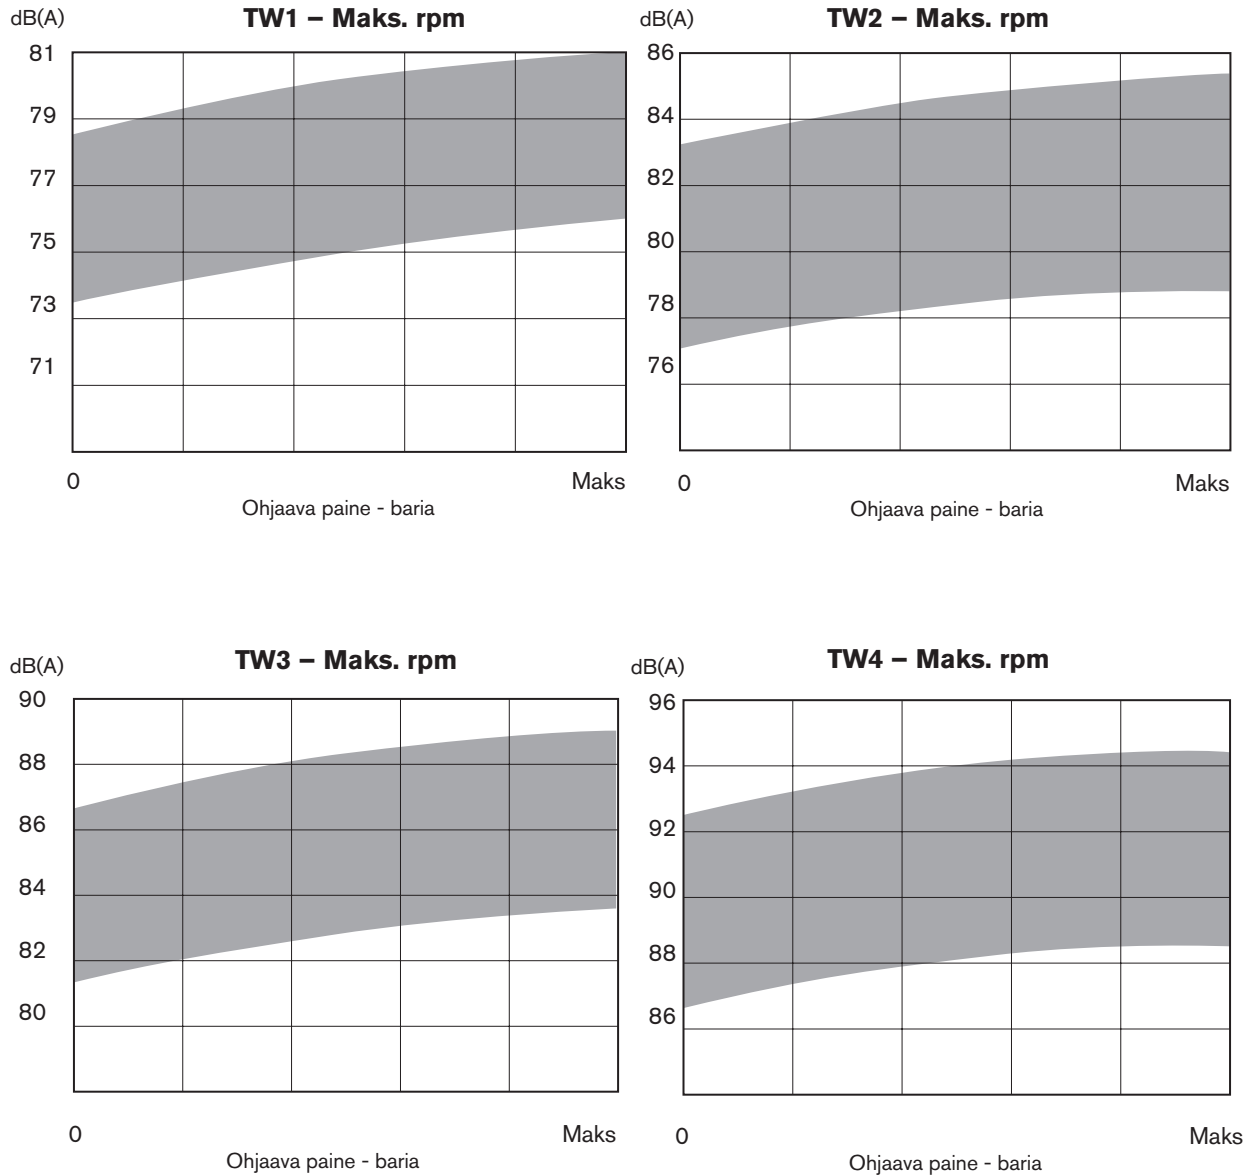 dB(A)
TW1 – Maks. rpm
81
79
77
75
73
71
0
Maks
Ohjaava paine - baria
dB(A)
TW2 – Maks. rpm
86
84
82
80
78
76
0
Maks
Ohjaava paine - baria
dB(A)
TW3 – Maks. rpm
90
88
86
84
82
80
0
Maks
Ohjaava paine - baria
dB(A)
TW4 – Maks. rpm
96
94
92
90
88
86
0
Maks
Ohjaava paine - baria